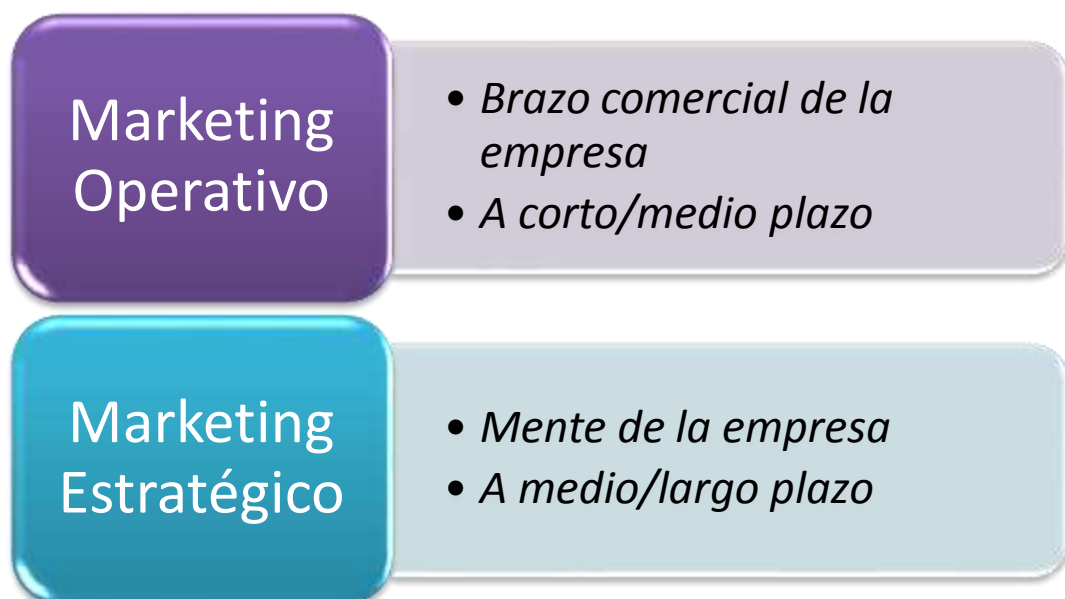 Marketing
Operativo
• Brazo comercial de la
empresa
• A corto/medio plazo
Marketing
Estratégico
• Mente de la empresa
• A medio/largo plazo